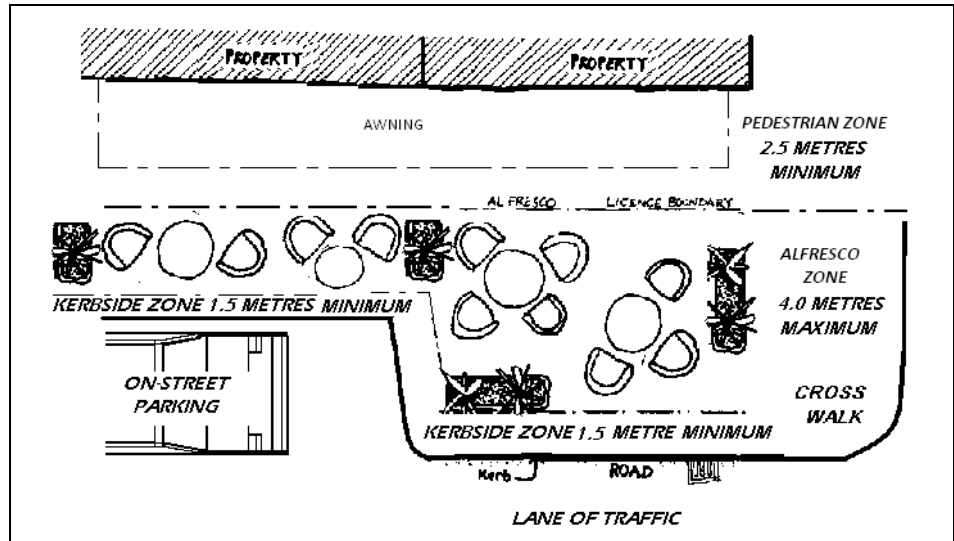 PROPERTY
PROPERTY
AWNING
PEDESTRIAN ZONE
2.5 METRES
MINIMUM
ALFRESCO LICENCE BOUNDARY
ALFRESCO
ZONE
4.0 METRES
MAXIMUM
KERBSIDE ZONE 1.5 METRES MINIMUM
ON-STREET
PARKING
CROSS
WALK
KERBSIDE ZONE 1.5 METRE MINIMUM
Kerb
ROAD
LANE OF TRAFFIC